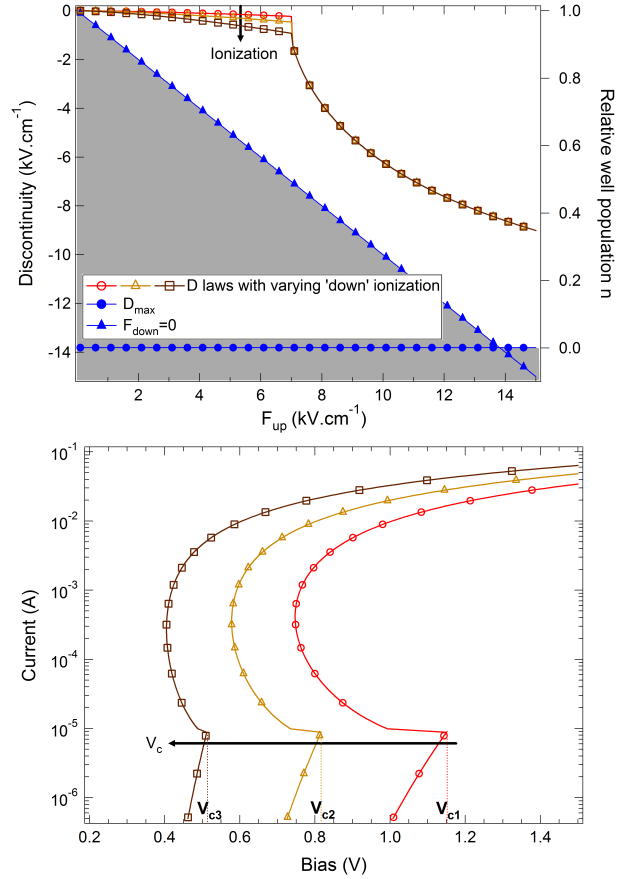 0
-2
-4
-6
-8
-10
-12
-14
Discontinuity (kV.cm⁻¹)
Ionization
1.0
0.8
0.6
0.4
0.2
0.0
Relative well population n
D laws with varying 'down' ionization
D_max
F_down=0
2 4 6 8 10 12 14
F_up (kV.cm⁻¹)
10⁻¹
10⁻²
10⁻³
10⁻⁴
10⁻⁵
10⁻⁶
Current (A)
V_c
V_c3 V_c2 V_c1
0.2 0.4 0.6 0.8 1.0 1.2 1.4
Bias (V)